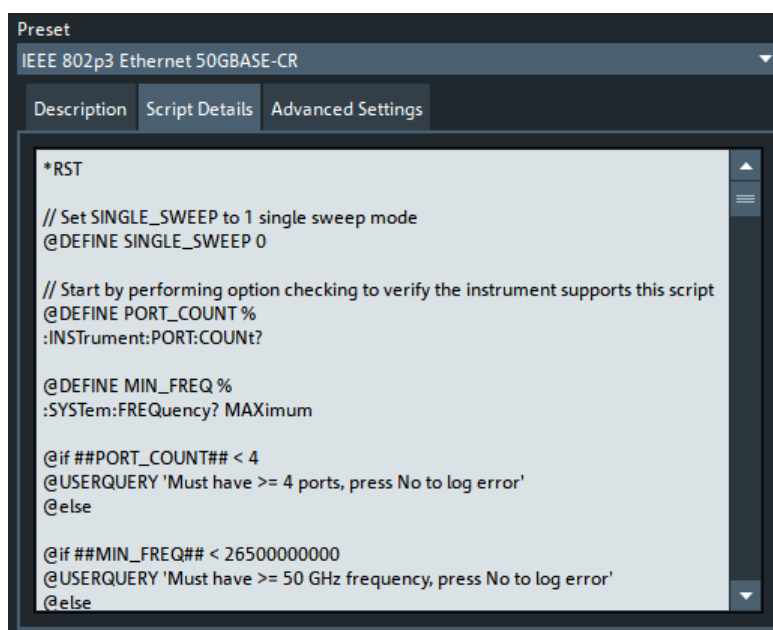 Preset
IEEE 802p3 Ethernet 50GBASE-CR
Description Script Details Advanced Settings
*RST
// Set SINGLE_SWEEP to 1 single sweep mode
@DEFINE SINGLE_SWEEP 0
// Start by performing option checking to verify the instrument supports this script
@DEFINE PORT_COUNT %
:INSTrument:PORT:COUNt?
@DEFINE MIN_FREQ %
:SYSTem:FREQuency? MAXimum
@if ##PORT_COUNT## < 4
@USERQUERY 'Must have >= 4 ports, press No to log error'
@else
@if ##MIN_FREQ## < 26500000000
@USERQUERY 'Must have >= 50 GHz frequency, press No to log error'
@else